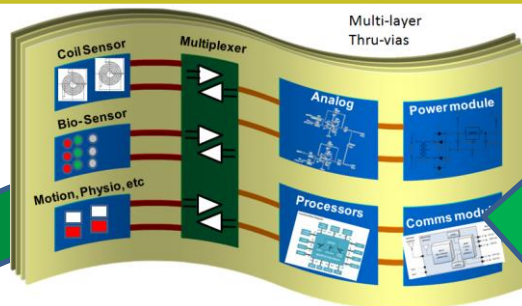 Multi-layer
Thru-vias
Coil Sensor
Multiplexer
Analog
Power module
Bio-Sensor
Motion, Physio, etc
Processors